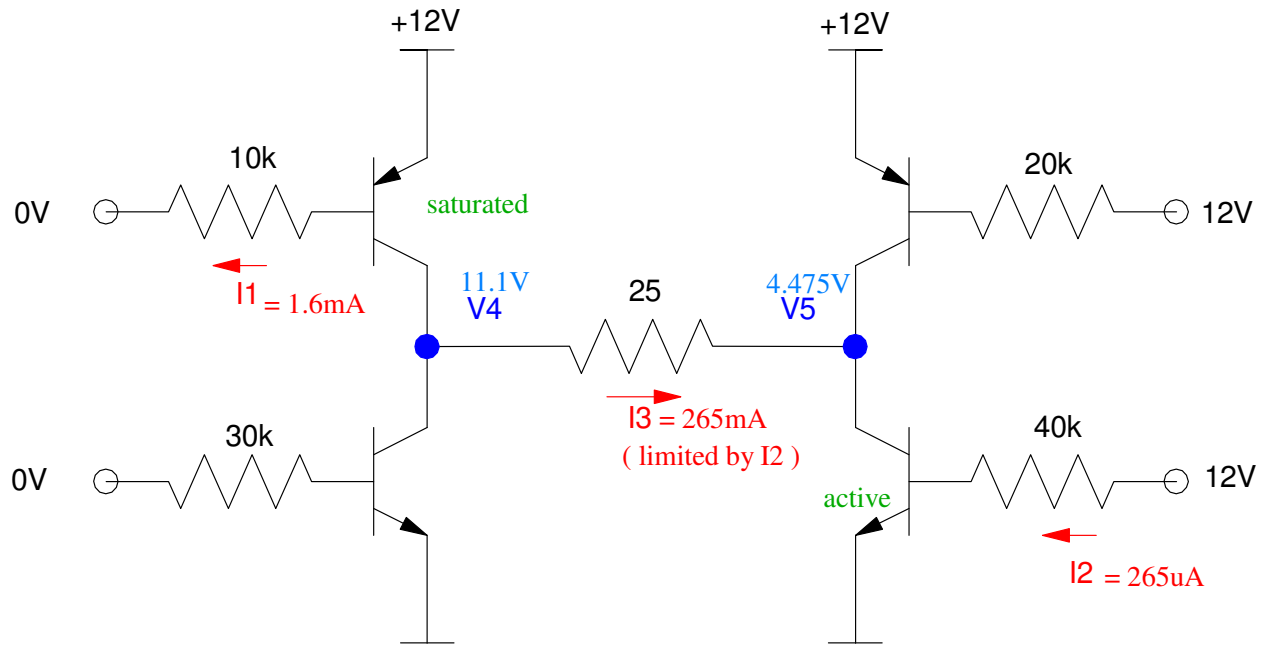 +12V
+12V
10k
20k
0V
saturated
12V
11.1V
25
4.475V
I1 = 1.6mA
V4
V5
I3 = 265mA
30k
( limited by I2 )
40k
0V
active
12V
I2 = 265uA